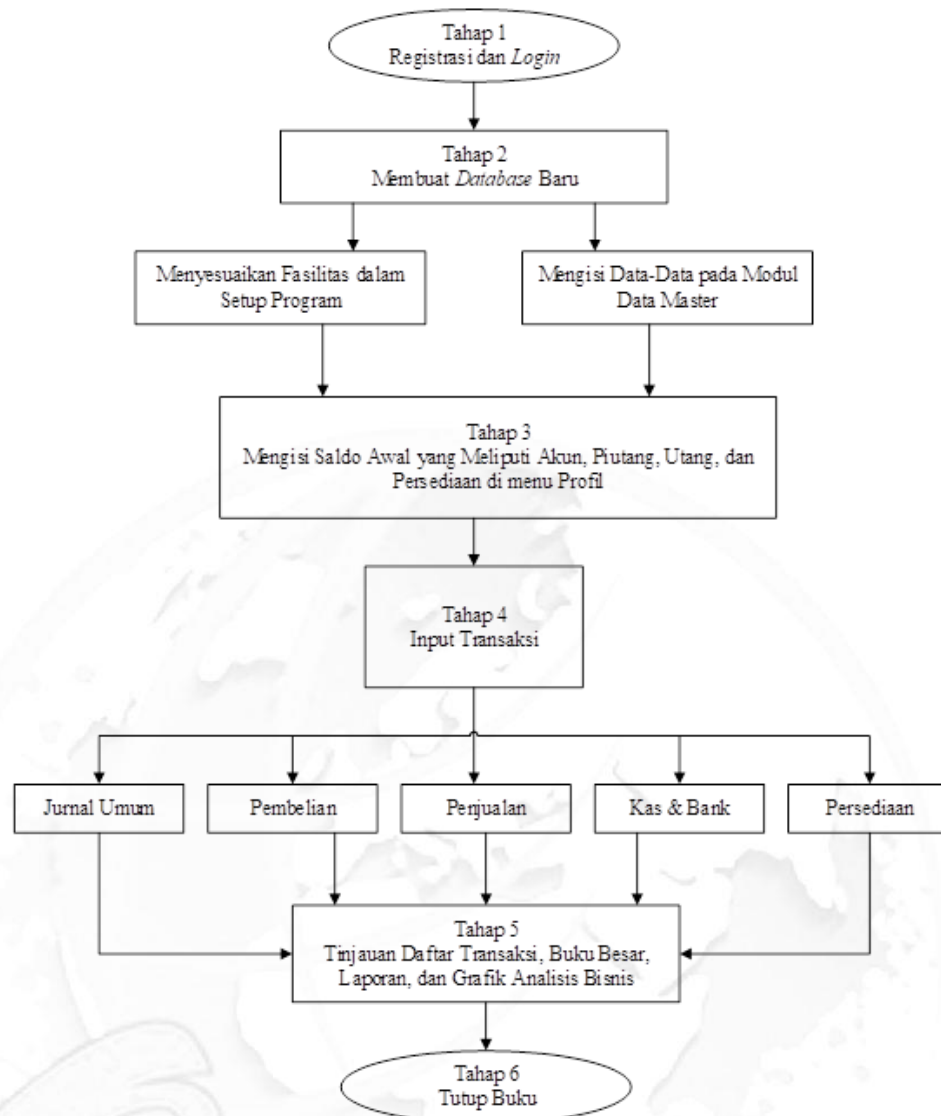 Tahap 1
Registrasi dan Login
Tahap 2
Membuat Database Baru
Menyesuaikan Fasilitas dalam
Setup Program
Mengisi Data-Data pada Modul
Data Master
Tahap 3
Mengisi Saldo Awal yang Meliputi Akun, Piutang, Utang, dan
Persediaan di menu Profil
Tahap 4
Input Transaksi
Jurnal Umum
Pembelian
Penjualan
Kas & Bank
Persediaan
Tahap 5
Tinjauan Daftar Transaksi, Buku Besar,
Laporan, dan Grafik Analisis Bisnis
Tahap 6
Tutup Buku